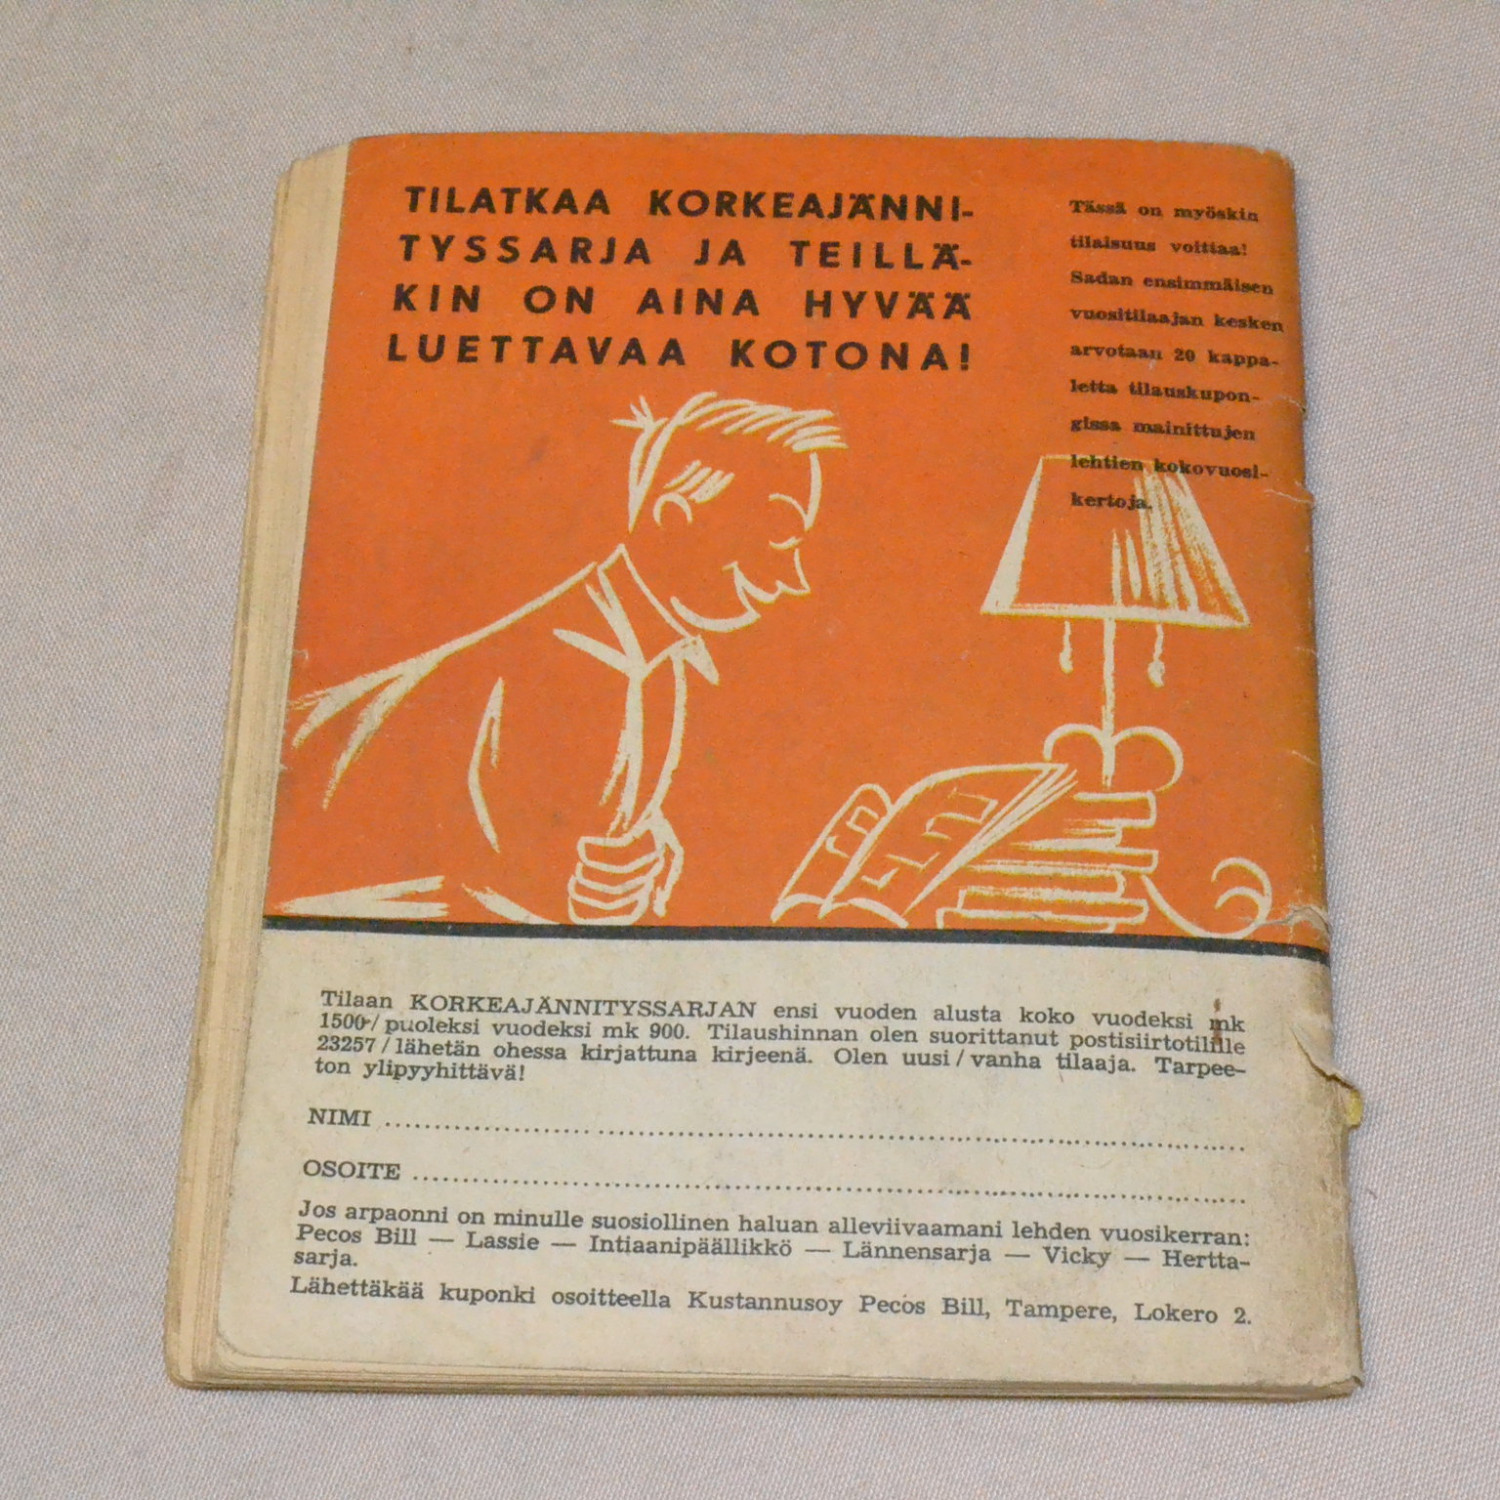 TILATKAA KORKEAJÄNNI-
TYSSARJA JA TEILLÄ-
KIN ON AINA HYVÄÄ
LUETTAVAA KOTONA!
Tässä on myöskin
tilaisuus voittaa!
Sadan ensimmäisen
vuositilaajan kesken
arvotaan 20 kappa-
letta tilauskupon-
gissa mainittujen
lehtien kokovuosi-
kertoja.
Tilaan KORKEAJÄNNITYSSARJAN ensi vuoden alusta koko vuodeksi mk
1500·/ puoleksi vuodeksi mk 900. Tilaushinnan olen suorittanut postisiirtotilille
23257 / lähetän ohessa kirjattuna kirjeenä. Olen uusi / vanha tilaaja. Tarpee-
ton ylipyyhittävä!
NIMI ..........
OSOITE ..........
Jos arpaonni on minulle suosiollinen haluan alleviivaamani lehden vuosikerran:
Pecos Bill — Lassie — Intiaanipäällikkö — Lännensarja — Vicky — Hertta-
sarja.
Lähettäkää kuponki osoitteella Kustannusoy Pecos Bill, Tampere, Lokero 2.